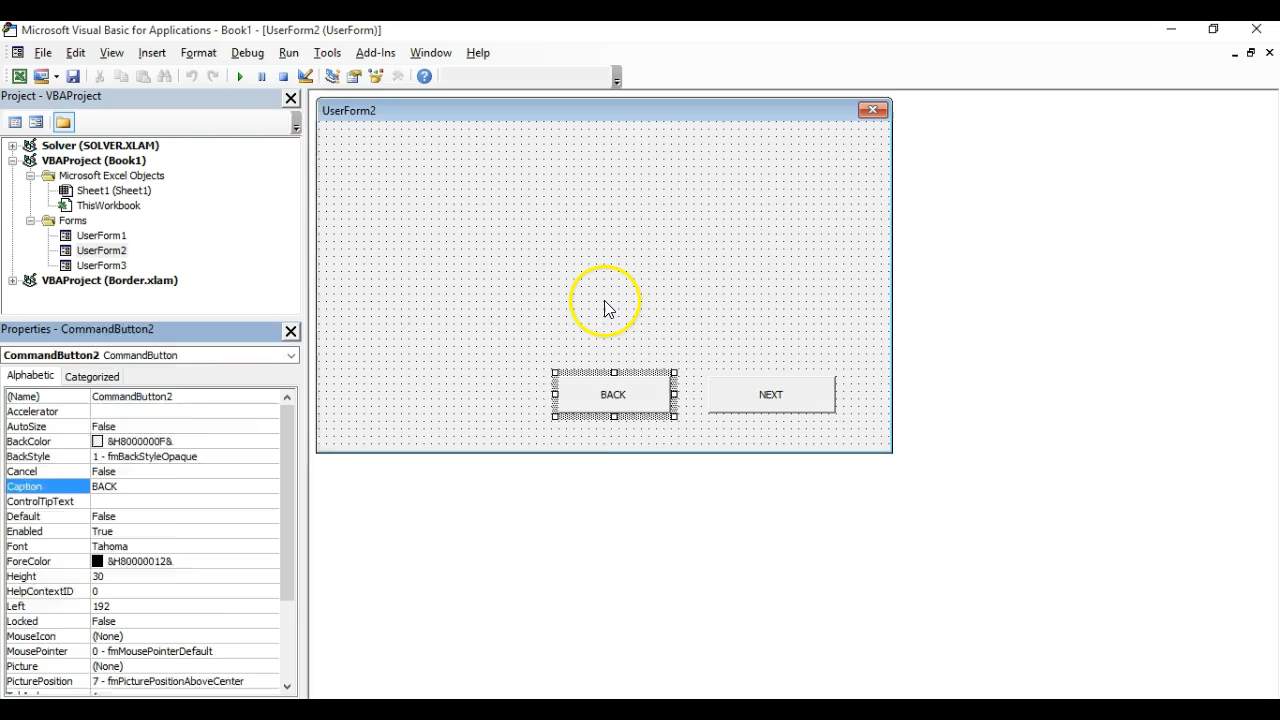 Microsoft Visual Basic for Applications - Book1 - [UserForm2 (UserForm)]
File Edit View Insert Format Debug Run Tools Add-Ins Window Help
Project - VBAProject
Solver (SOLVER.XLAM)
VBAProject (Book1)
Microsoft Excel Objects
Sheet1 (Sheet1)
ThisWorkbook
Forms
UserForm1
UserForm2
UserForm3
VBAProject (Border.xlam)
Properties - CommandButton2
CommandButton2 CommandButton
Alphabetic Categorized
(Name) CommandButton2
Accelerator
AutoSize False
BackColor &H8000000F&
BackStyle 1 - fmBackStyleOpaque
Cancel False
Caption BACK
ControlTipText
Default False
Enabled True
Font Tahoma
ForeColor &H80000012&
Height 30
HelpContextID 0
Left 192
Locked False
MouseIcon (None)
MousePointer 0 - fmMousePointerDefault
Picture (None)
PicturePosition 7 - fmPicturePositionAboveCenter
UserForm2
BACK NEXT